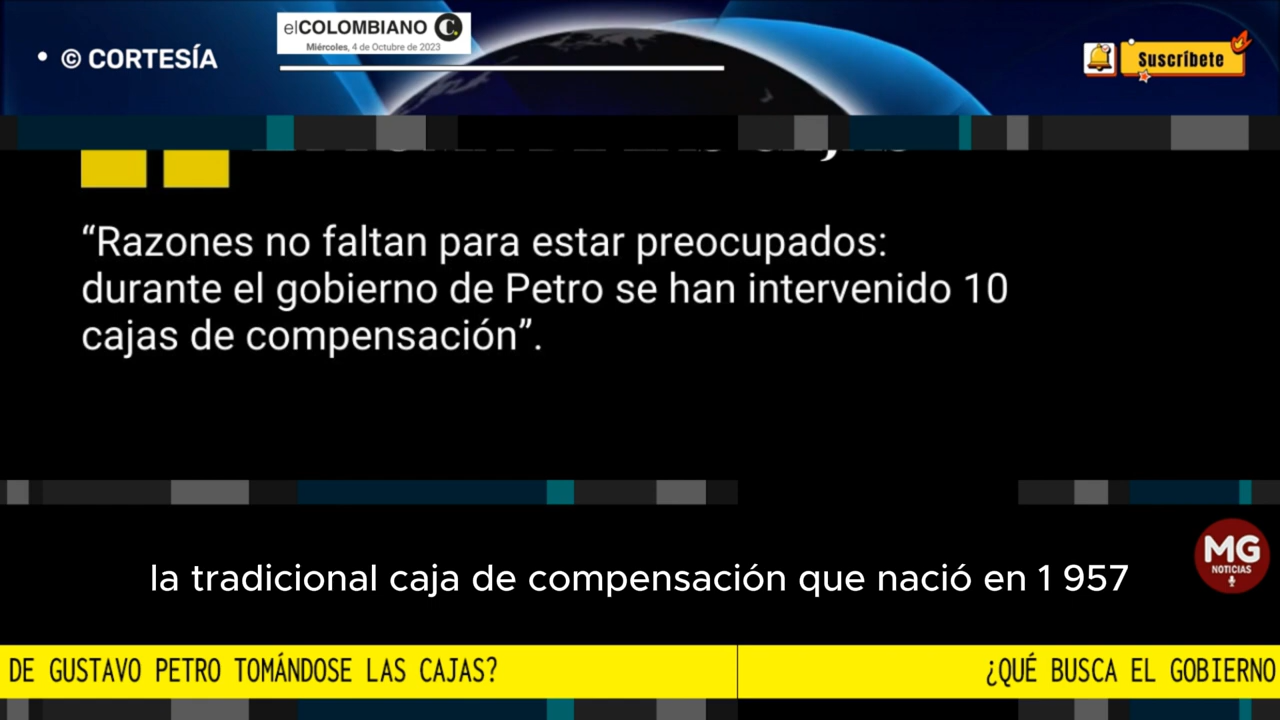 • © CORTESÍA
elCOLOMBIANO C.
Miércoles, 4 de Octubre de 2023
Suscríbete
“Razones no faltan para estar preocupados:
durante el gobierno de Petro se han intervenido 10
cajas de compensación”.
la tradicional caja de compensación que nació en 1 957
MG
NOTICIAS
DE GUSTAVO PETRO TOMÁNDOSE LAS CAJAS?
¿QUÉ BUSCA EL GOBIERNO